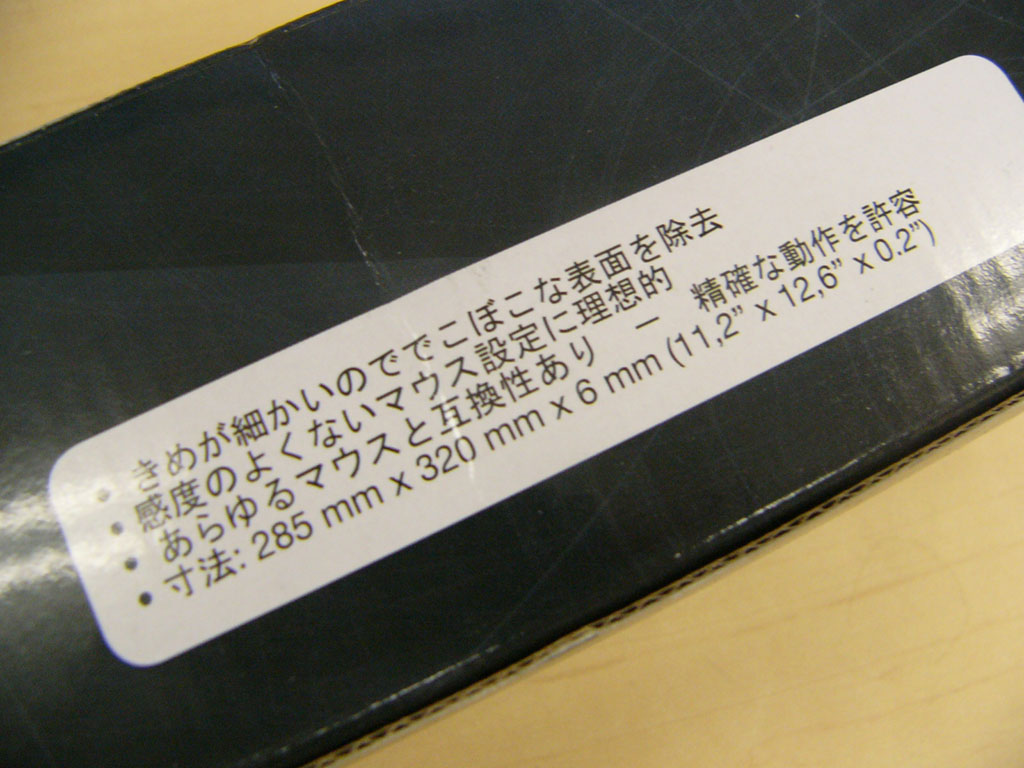 • きめが細かいのででこぼこな表面を除去
• 感度のよくないマウス設定に理想的
• あらゆるマウスと互換性あり ー 精確な動作を許容
• 寸法: 285 mm x 320 mm x 6 mm (11,2” x 12,6” x 0.2”)